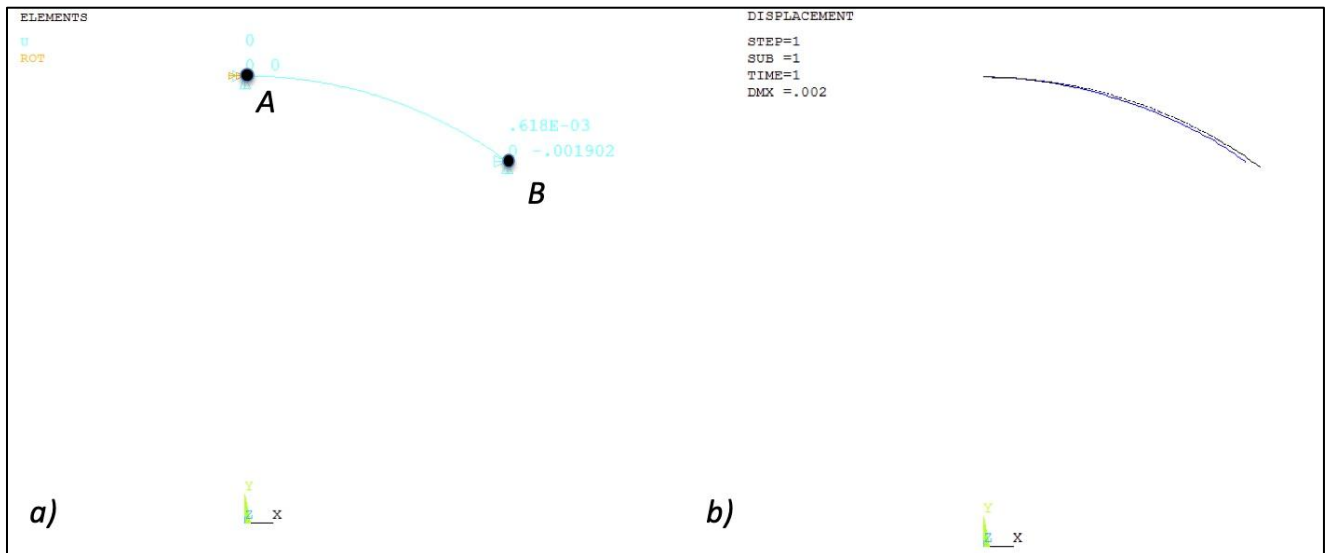 ELEMENTS
U
ROT
0
0 0
A
.618E-03
0 -.001902
B
Y
Z X
a)
DISPLACEMENT
STEP=1
SUB =1
TIME=1
DMX =.002
Y
Z X
b)